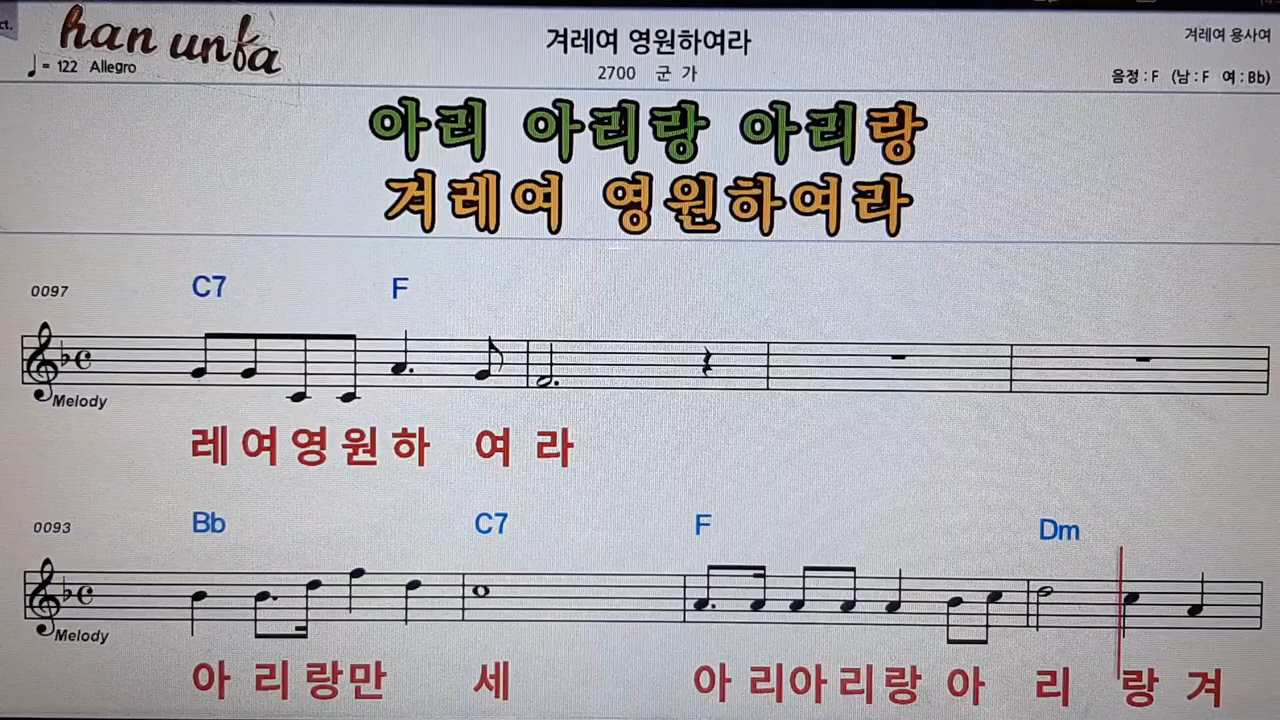 ct.
han unfa
♩= 122 Allegro
겨레여 영원하여라
2700 군 가
겨레여 용사여
음정 : F (남 : F 여 : Bb)
아리 아리랑 아리랑
겨레여 영원하여라
0097
C7 F
Melody
레 여 영 원 하 여 라
0093
Bb C7 F Dm
Melody
아 리 랑 만 세 아 리 아 리 랑 아 리 랑 겨